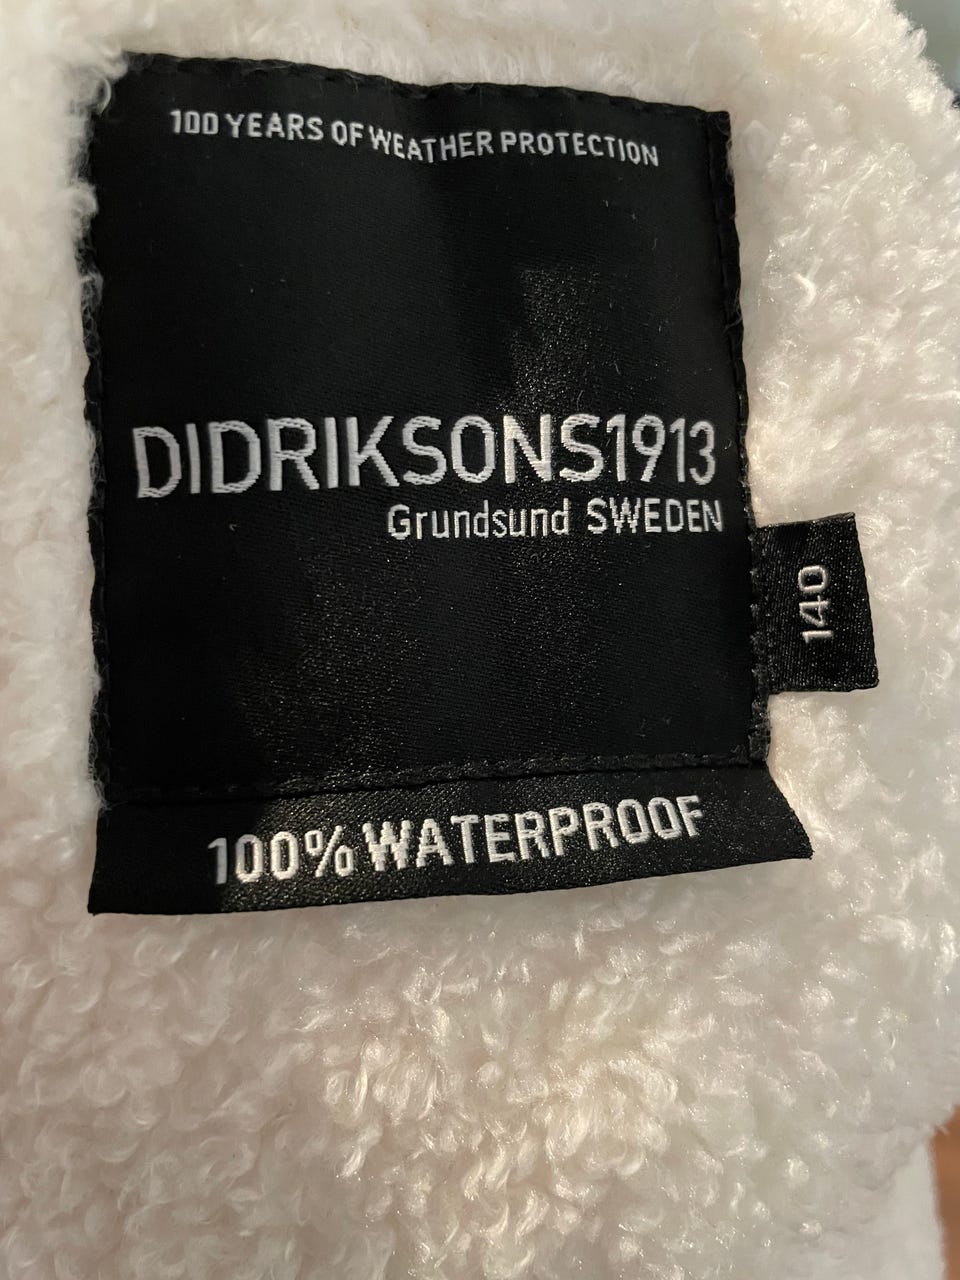 100 YEARS OF WEATHER PROTECTION
DIDRIKSONS1913
Grundsund SWEDEN
140
100% WATERPROOF